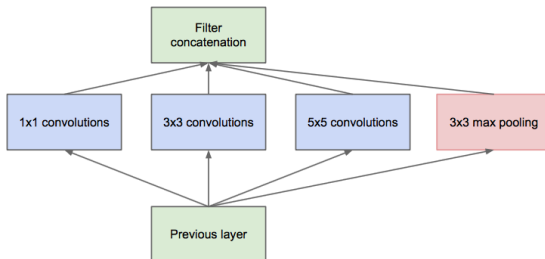 Filter
concatenation
1x1 convolutions
3x3 convolutions
5x5 convolutions
3x3 max pooling
Previous layer